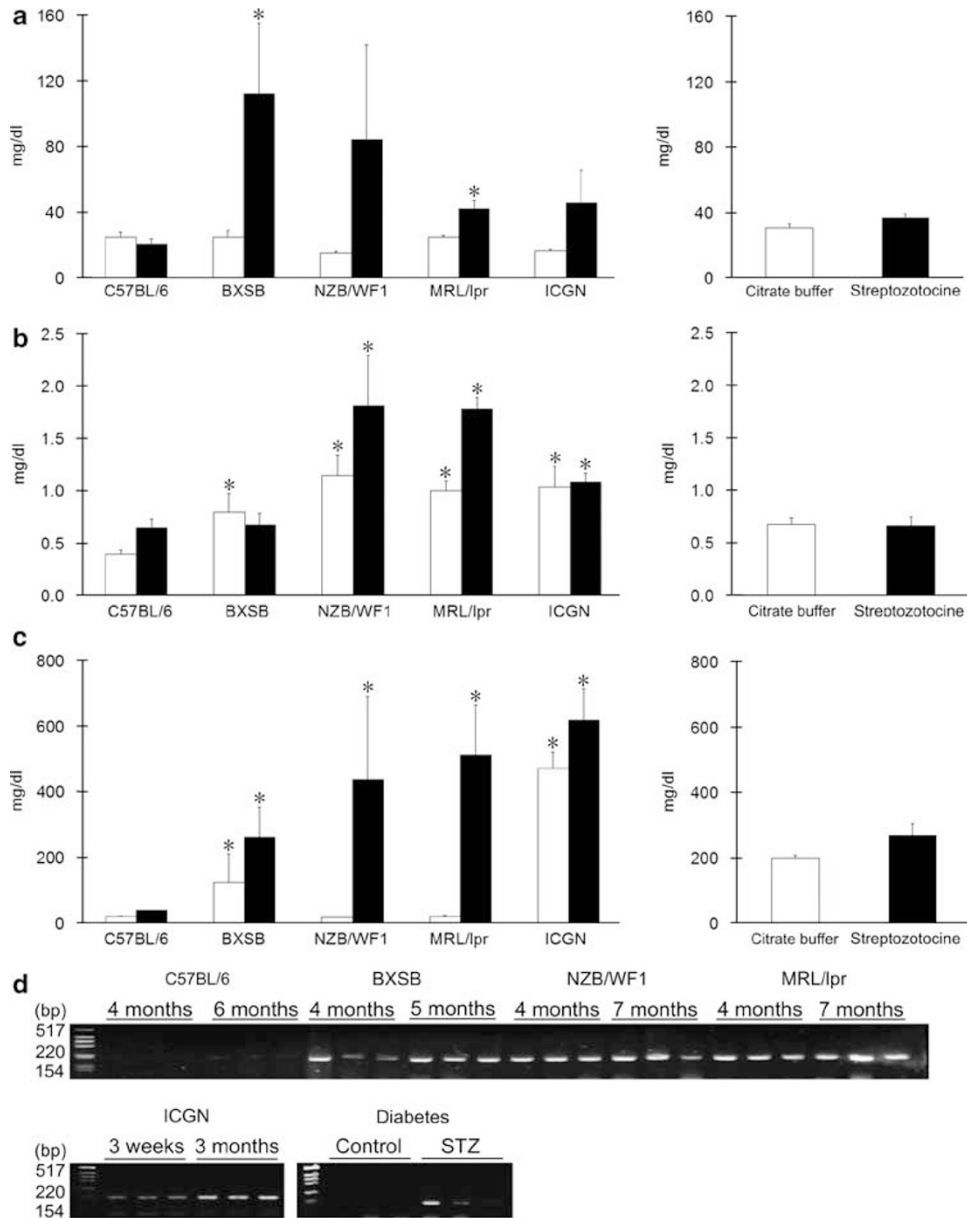 a
160
120
80
40
0
mg/dl
* *
C57BL/6 BXSB NZB/WF1 MRL/lpr ICGN
160
120
80
40
0
mg/dl
Citrate buffer Streptozotocine
b
2.5
2.0
1.5
1.0
0.5
0.0
mg/dl
* * * * * * *
C57BL/6 BXSB NZB/WF1 MRL/lpr ICGN
2.5
2.0
1.5
1.0
0.5
0.0
mg/dl
Citrate buffer Streptozotocine
c
800
600
400
200
0
mg/dl
* * * * * *
C57BL/6 BXSB NZB/WF1 MRL/lpr ICGN
800
600
400
200
0
mg/dl
Citrate buffer Streptozotocine
d
C57BL/6 BXSB NZB/WF1 MRL/lpr
(bp) 4 months 6 months 4 months 5 months 4 months 7 months 4 months 7 months
517
220
154
ICGN Diabetes
(bp) 3 weeks 3 months Control STZ
517
220
154